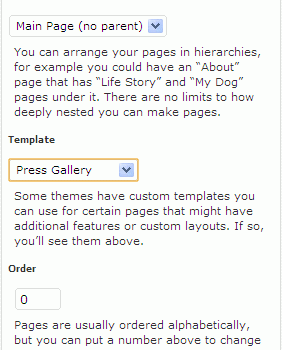 Main Page (no parent)
You can arrange your pages in hierarchies,
for example you could have an “About”
page that has “Life Story” and “My Dog”
pages under it. There are no limits to how
deeply nested you can make pages.
Template
Press Gallery
Some themes have custom templates you
can use for certain pages that might have
additional features or custom layouts. If so,
you’ll see them above.
Order
0
Pages are usually ordered alphabetically,
but you can put a number above to change